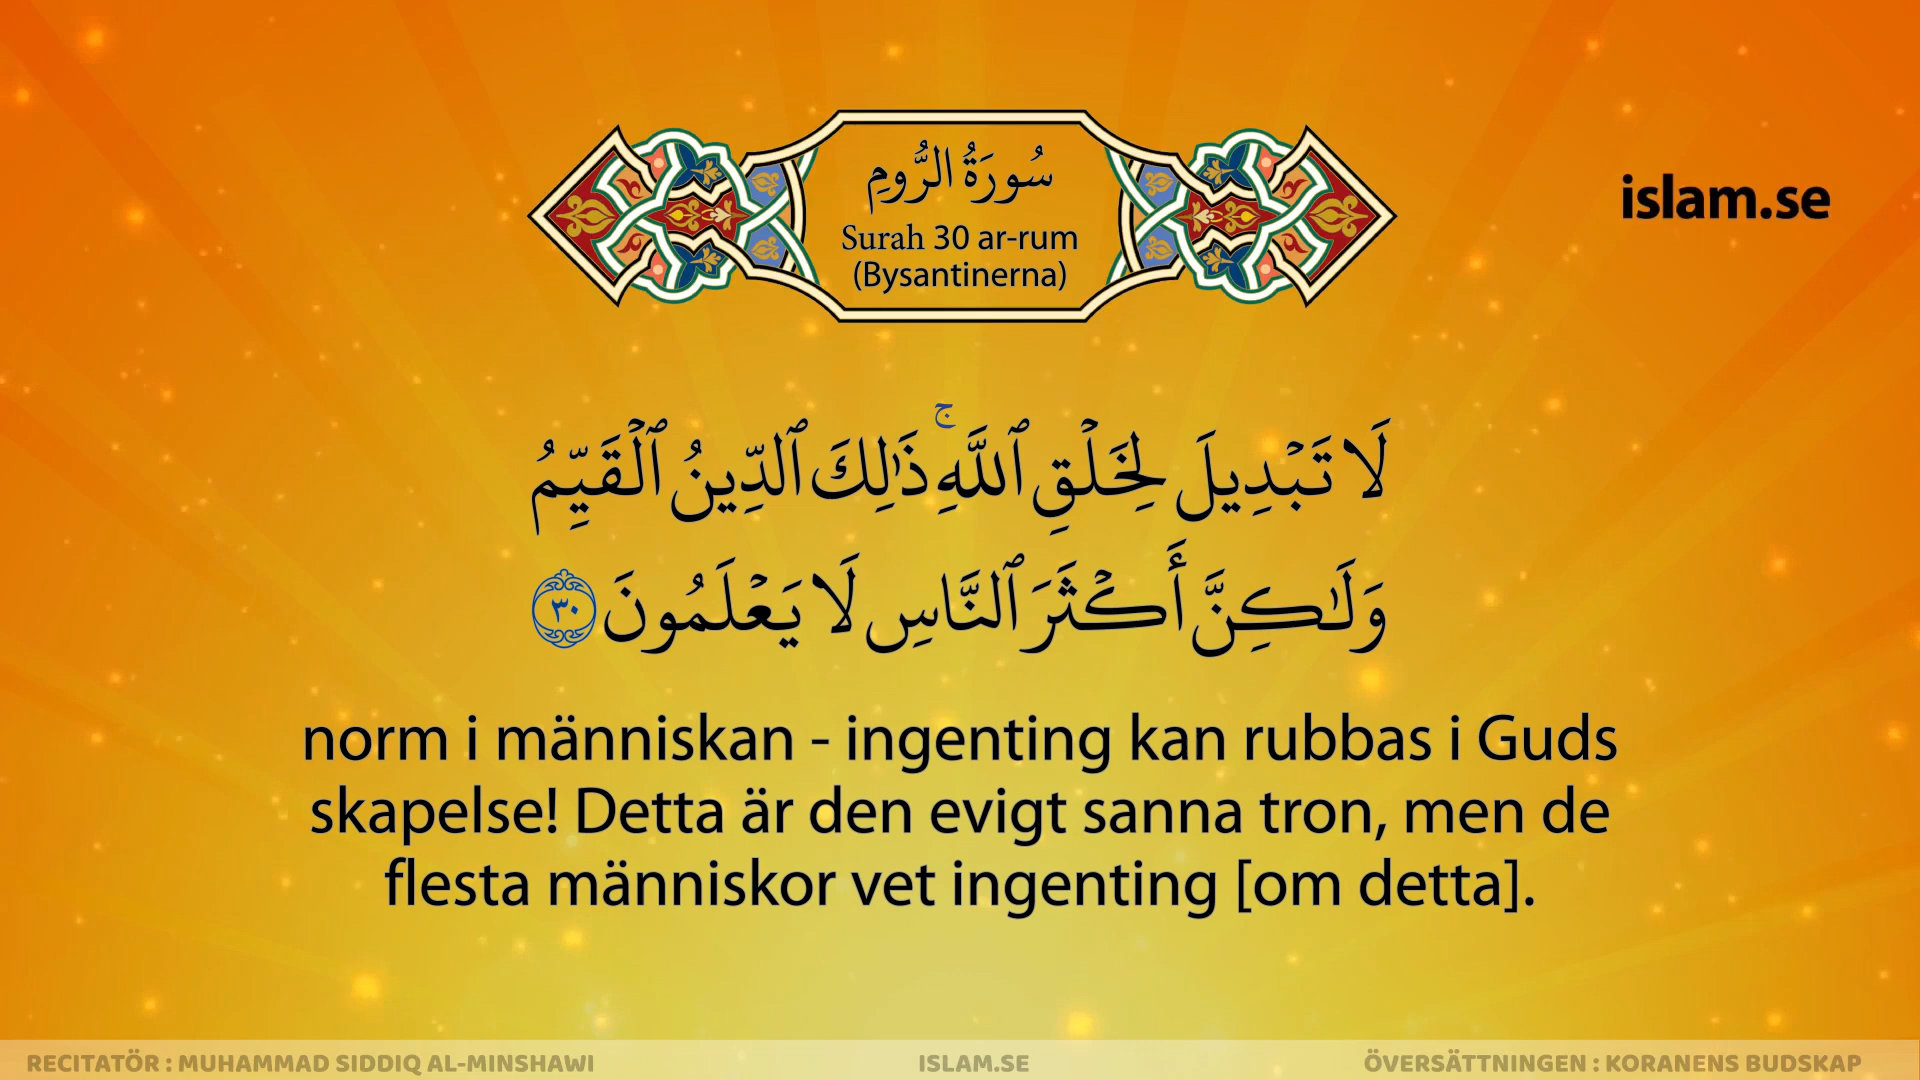 سُورَةُ الرُّومِ
Surah 30 ar-rum
(Bysantinerna)
islam.se
لَا تَبْدِيلَ لِخَلْقِ ٱللَّهِ ۚ ذَٰلِكَ ٱلدِّينُ ٱلْقَيِّمُ
وَلَـٰكِنَّ أَكْثَرَ ٱلنَّاسِ لَا يَعْلَمُونَ ٣٠
norm i människan - ingenting kan rubbas i Guds
skapelse! Detta är den evigt sanna tron, men de
flesta människor vet ingenting [om detta].
RECITATÖR : MUHAMMAD SIDDIQ AL-MINSHAWI
ISLAM.SE
ÖVERSÄTTNINGEN : KORANENS BUDSKAP